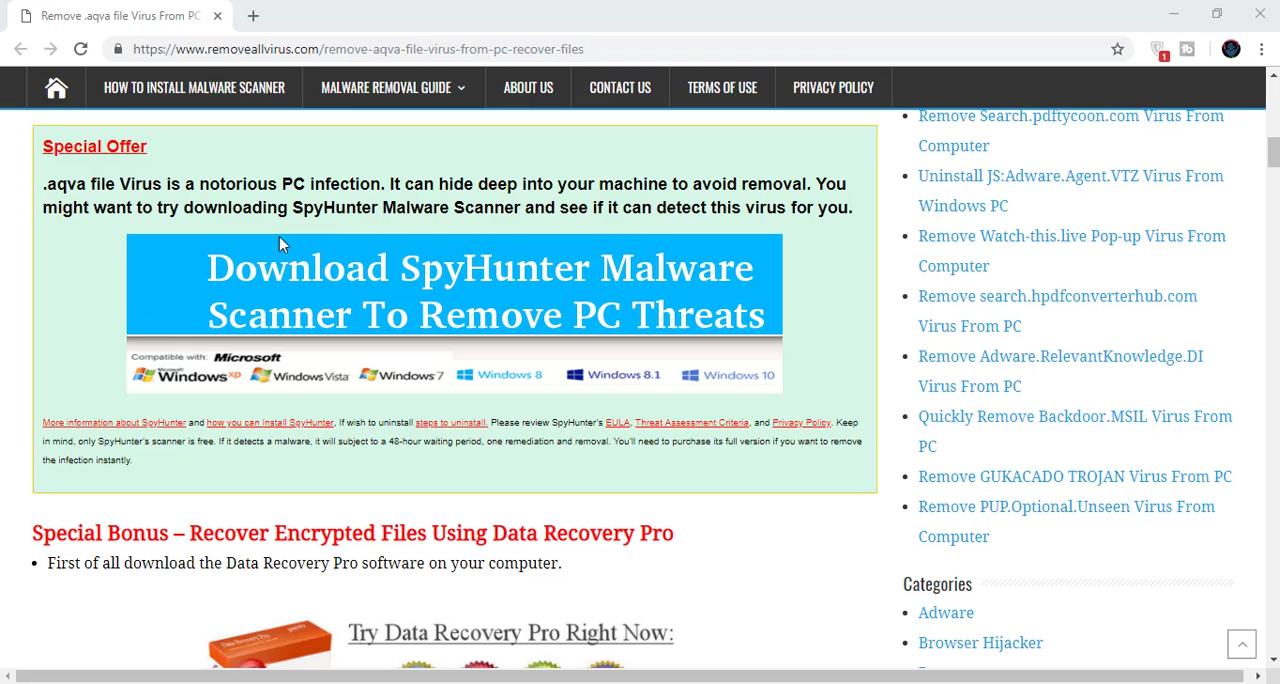 Remove .aqva file Virus From PC
https://www.removeallvirus.com/remove-aqva-file-virus-from-pc-recover-files
1
HOW TO INSTALL MALWARE SCANNER
MALWARE REMOVAL GUIDE
ABOUT US
CONTACT US
TERMS OF USE
PRIVACY POLICY
Special Offer
.aqva file Virus is a notorious PC infection. It can hide deep into your machine to avoid removal. You
might want to try downloading SpyHunter Malware Scanner and see if it can detect this virus for you.
Download SpyHunter Malware
Scanner To Remove PC Threats
Compatible with: Microsoft
Microsoft Windows XP Windows Vista Windows 7 Windows 8 Windows 8.1 Windows 10
More information about SpyHunter and how you can Install SpyHunter. If wish to uninstall steps to uninstall. Please review SpyHunter's EULA, Threat Assessment Criteria, and Privacy Policy. Keep
in mind, only SpyHunter's scanner is free. If it detects a malware, it will subject to a 48-hour waiting period, one remediation and removal. You'll need to purchase its full version if you want to remove
the infection instantly.
Special Bonus – Recover Encrypted Files Using Data Recovery Pro
First of all download the Data Recovery Pro software on your computer.
Data Recovery Pro
Try Data Recovery Pro Right Now:
Remove Search.pdftycoon.com Virus From
Computer
Uninstall JS:Adware.Agent.VTZ Virus From
Windows PC
Remove Watch-this.live Pop-up Virus From
Computer
Remove search.hpdfconverterhub.com
Virus From PC
Remove Adware.RelevantKnowledge.DI
Virus From PC
Quickly Remove Backdoor.MSIL Virus From
PC
Remove GUKACADO TROJAN Virus From PC
Remove PUP.Optional.Unseen Virus From
Computer
Categories
Adware
Browser Hijacker